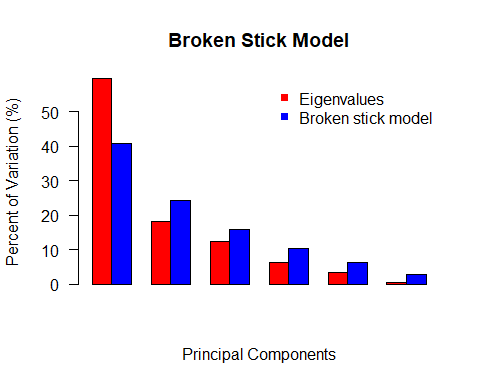 Broken Stick Model
Eigenvalues
Broken stick model
Percent of Variation (%)
50
40
30
20
10
0
Principal Components